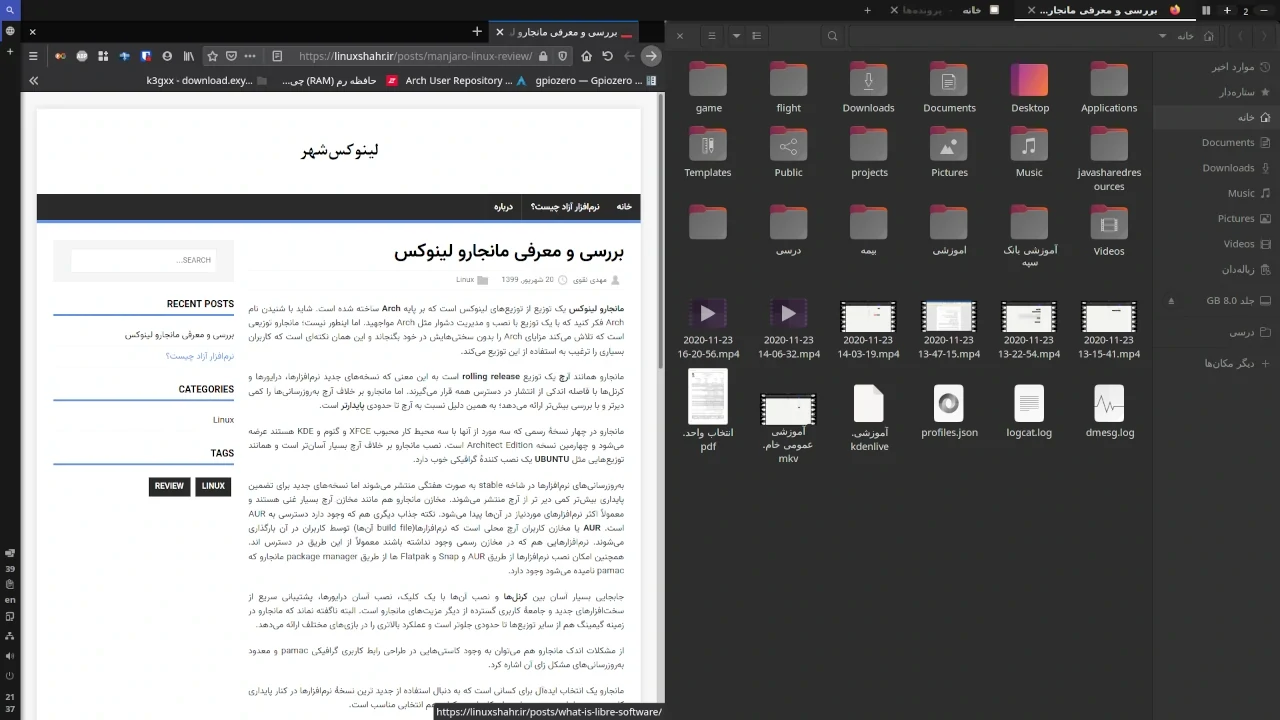 بررسی و معرفی مانجارو ل
https://linuxshahr.ir/posts/manjaro-linux-review/
k3gxx - download.exy...
حافظه رم (RAM) چی...
Arch User Repository ...
gpiozero — Gpiozero ...
لینوکس‌شهر
خانه
نرم‌افزار آزاد چیست؟
درباره
بررسی و معرفی مانجارو لینوکس
مهدی تقوی
20 شهریور, 1399
Linux
مانجارو لینوکس یک توزیع از توزیع‌های لینوکس است که بر پایه Arch ساخته شده است. شاید با شنیدن نام
Arch فکر کنید که با یک توزیع با نصب و مدیریت دشوار مثل Arch مواجهید. اما اینطور نیست؛ مانجارو توزیعی
است که تلاش می‌کند مزایای Arch را بدون سختی‌هایش در خود بگنجاند و این همان نکته‌ای است که کاربران
بسیاری را ترغیب به استفاده از این توزیع می‌کند.
مانجارو همانند آرچ یک توزیع rolling release است به این معنی که نسخه‌های جدید نرم‌افزارها، درایورها و
کرنل‌ها با فاصله اندکی از انتشار در دسترس همه قرار می‌گیرند. اما مانجارو بر خلاف آرچ به‌روزرسانی‌ها را کمی
دیرتر و با بررسی بیش‌تر ارائه می‌دهد؛ به همین دلیل نسبت به آرچ تا حدودی پایدارتر است.
مانجارو در چهار نسخهٔ رسمی که سه مورد از آنها با سه محیط کار محبوب XFCE و گنوم و KDE هستند عرضه
می‌شود و چهارمین نسخه Architect Edition است. نصب مانجارو بر خلاف آرچ بسیار آسان‌تر است و همانند
توزیع‌هایی مثل UBUNTU یک نصب کنندهٔ گرافیکی خوب دارد.
به‌روزرسانی‌های نرم‌افزارها در شاخه stable به صورت هفتگی منتشر می‌شوند اما نسخه‌های جدید برای تضمین
پایداری بیش‌تر کمی دیر تر از آرچ منتشر می‌شوند. مخازن مانجارو هم مانند مخازن آرچ بسیار غنی هستند و
معمولاً اکثر نرم‌افزارهای موردنیاز در آن‌ها پیدا می‌شود. نکته جذاب دیگری هم که وجود دارد دسترسی به AUR
است. AUR یا مخازن کاربران آرچ محلی است که نرم‌افزارها(build file آن‌ها) توسط کاربران در آن بارگذاری
می‌شوند. نرم‌افزارهایی هم که در مخازن رسمی وجود نداشته باشند معمولاً از این طریق در دسترس اند.
همچنین امکان نصب نرم‌افزارها از طریق AUR و Snap و Flatpak ها از طریق package manager مانجارو که
pamac نامیده می‌شود وجود دارد.
جابجایی بسیار آسان بین کرنل‌ها و نصب آن‌ها با یک کلیک، نصب آسان درایورها، پشتیبانی سریع از
سخت‌افزارهای جدید و جامعهٔ کاربری گسترده از دیگر مزیت‌های مانجارو است. البته ناگفته نماند که مانجارو در
زمینه گیمینگ هم از سایر توزیع‌ها تا حدودی جلوتر است و عملکرد بالاتری را در بازی‌های مختلف ارائه می‌دهد.
از مشکلات اندک مانجارو هم می‌توان به وجود کاستی‌هایی در طراحی رابط کاربری گرافیکی pamac و معدود
به‌روزرسانی‌های مشکل زای آن اشاره کرد.
مانجارو یک انتخاب ایده‌آل برای کسانی است که به دنبال استفاده از جدید ترین نسخهٔ نرم‌افزارها در کنار پایداری
هم انتخابی مناسب است.
https://linuxshahr.ir/posts/what-is-libre-software/
SEARCH...
RECENT POSTS
بررسی و معرفی مانجارو لینوکس
نرم‌افزار آزاد چیست؟
CATEGORIES
Linux
TAGS
LINUX
REVIEW
39
en
21
37
بررسی و معرفی مانجارو...
خانه
پرونده‌ها
2
خانه
موارد اخیر
ستاره‌دار
خانه
Documents
Downloads
Music
Pictures
Videos
زباله‌دان
جلد 8.0 GB
درسی
دیگر مکان‌ها
game
flight
Downloads
Documents
Desktop
Applications
Templates
Public
projects
Pictures
Music
javasharedres
ources
درسی
بیمه
اموزشی
آموزشی بانک
سپه
Videos
2020-11-23
16-20-56.mp4
2020-11-23
14-06-32.mp4
2020-11-23
14-03-19.mp4
2020-11-23
13-47-15.mp4
2020-11-23
13-22-54.mp4
2020-11-23
13-15-41.mp4
انتخاب واحد.
pdf
آموزشی
عمومی خام.
mkv
آموزشی.
kdenlive
profiles.json
logcat.log
dmesg.log